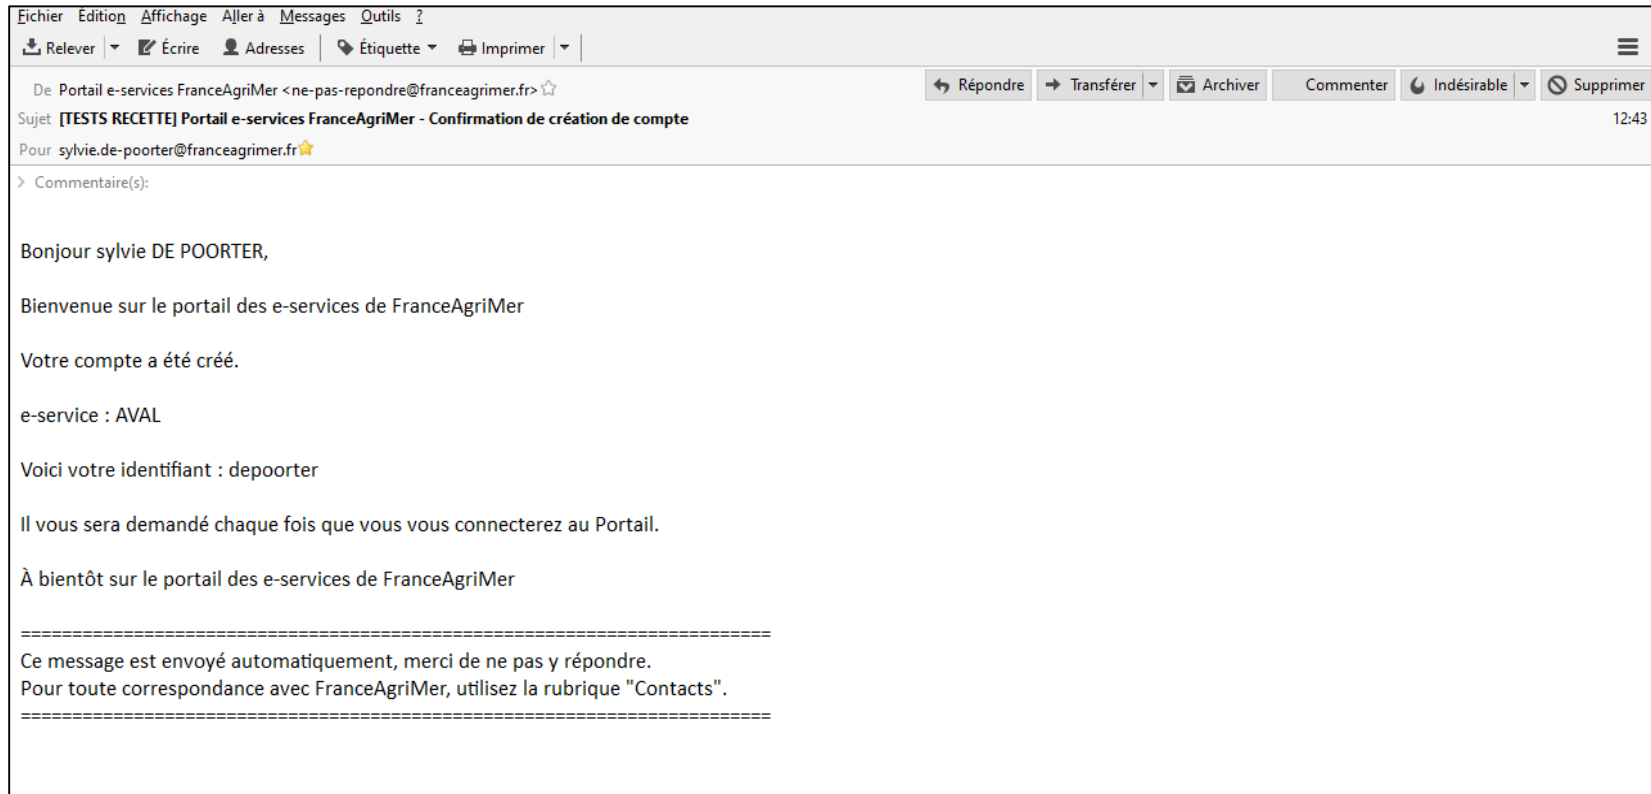 Fichier Édition Affichage Aller à Messages Outils ?
Relever Écrire Adresses Étiquette Imprimer
De Portail e-services FranceAgriMer <ne-pas-repondre@franceagrimer.fr> Répondre Transférer Archiver Commenter Indésirable Supprimer
Sujet [TESTS RECETTE] Portail e-services FranceAgriMer - Confirmation de création de compte 12:43
Pour sylvie.de-poorter@franceagrimer.fr
> Commentaire(s):
Bonjour sylvie DE POORTER,
Bienvenue sur le portail des e-services de FranceAgriMer
Votre compte a été créé.
e-service : AVAL
Voici votre identifiant : depoorter
Il vous sera demandé chaque fois que vous vous connecterez au Portail.
À bientôt sur le portail des e-services de FranceAgriMer
=========================================================================
Ce message est envoyé automatiquement, merci de ne pas y répondre.
Pour toute correspondance avec FranceAgriMer, utilisez la rubrique "Contacts".
=========================================================================